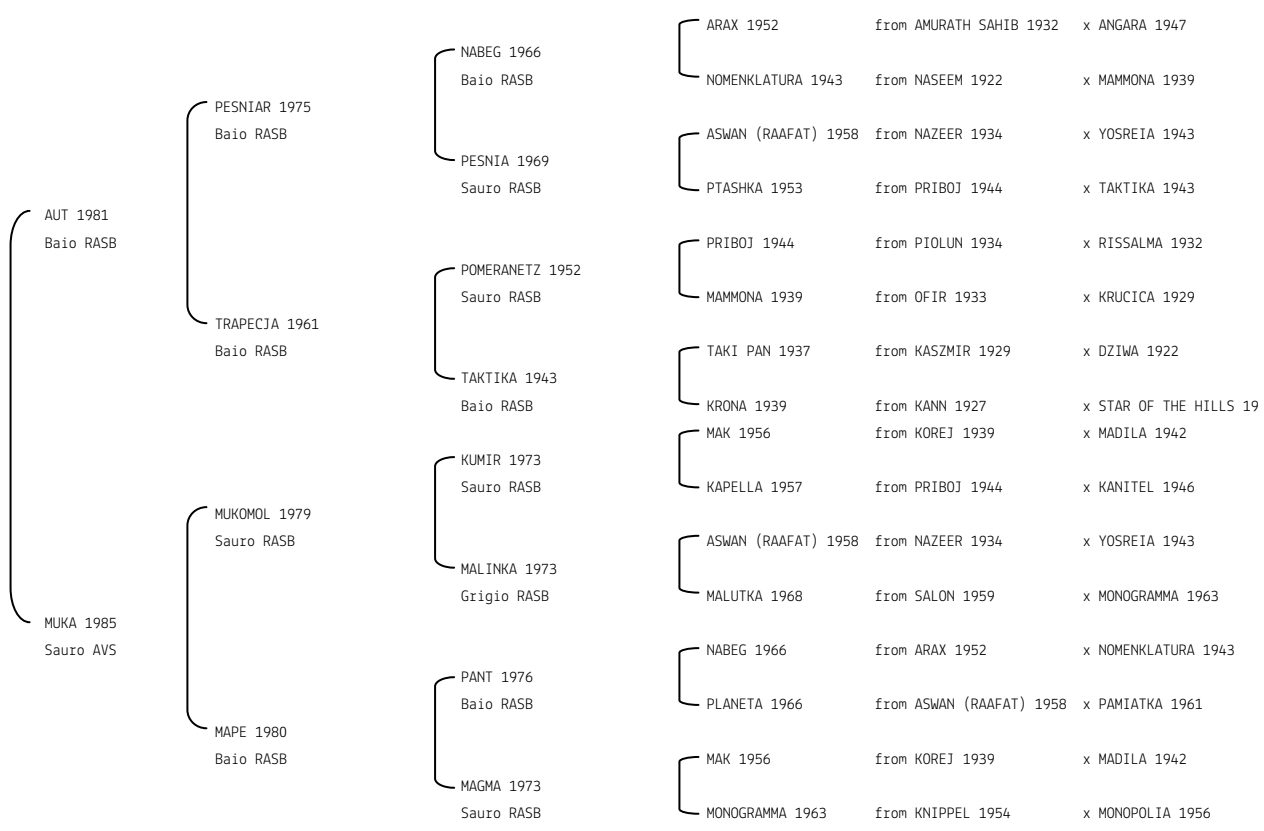 ARAX 1952 from AMURATH SAHIB 1932 x ANGARA 1947
NABEG 1966
Baio RASB
NOMENKLATURA 1943 from NASEEM 1922 x MAMMONA 1939
PESNIAR 1975
Baio RASB
ASWAN (RAAFAT) 1958 from NAZEER 1934 x YOSREIA 1943
PESNIA 1969
Sauro RASB
PTASHKA 1953 from PRIBOJ 1944 x TAKTIKA 1943
AUT 1981
Baio RASB
PRIBOJ 1944 from PIOLUN 1934 x RISSALMA 1932
POMERANETZ 1952
Sauro RASB
MAMMONA 1939 from OFIR 1933 x KRUCICA 1929
TRAPECJA 1961
Baio RASB
TAKI PAN 1937 from KASZMIR 1929 x DZIWA 1922
TAKTIKA 1943
Baio RASB
KRONA 1939 from KANN 1927 x STAR OF THE HILLS 19
MAK 1956 from KOREJ 1939 x MADILA 1942
KUMIR 1973
Sauro RASB
KAPELLA 1957 from PRIBOJ 1944 x KANITEL 1946
MUKOMOL 1979
Sauro RASB
ASWAN (RAAFAT) 1958 from NAZEER 1934 x YOSREIA 1943
MALINKA 1973
Grigio RASB
MALUTKA 1968 from SALON 1959 x MONOGRAMMA 1963
MUKA 1985
Sauro AVS
NABEG 1966 from ARAX 1952 x NOMENKLATURA 1943
PANT 1976
Baio RASB
PLANETA 1966 from ASWAN (RAAFAT) 1958 x PAMIATKA 1961
MAPE 1980
Baio RASB
MAK 1956 from KOREJ 1939 x MADILA 1942
MAGMA 1973
Sauro RASB
MONOGRAMMA 1963 from KNIPPEL 1954 x MONOPOLIA 1956